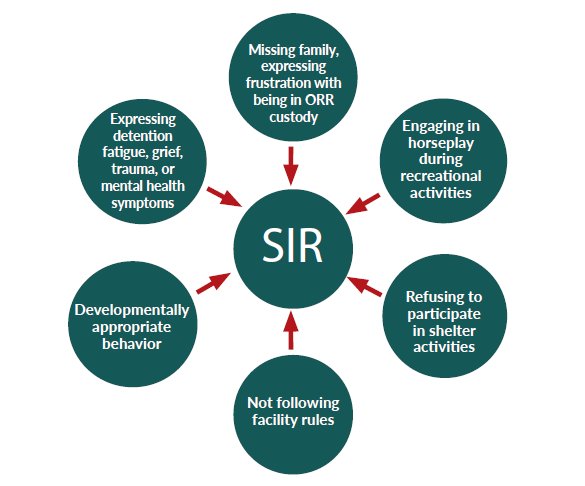 Missing family,
expressing
frustration with
being in ORR
custody
Engaging in
horseplay
during
recreational
activities
Refusing to
participate
in shelter
activities
Not following
facility rules
Developmentally
appropriate
behavior
Expressing
detention
fatigue, grief,
trauma, or
mental health
symptoms
SIR